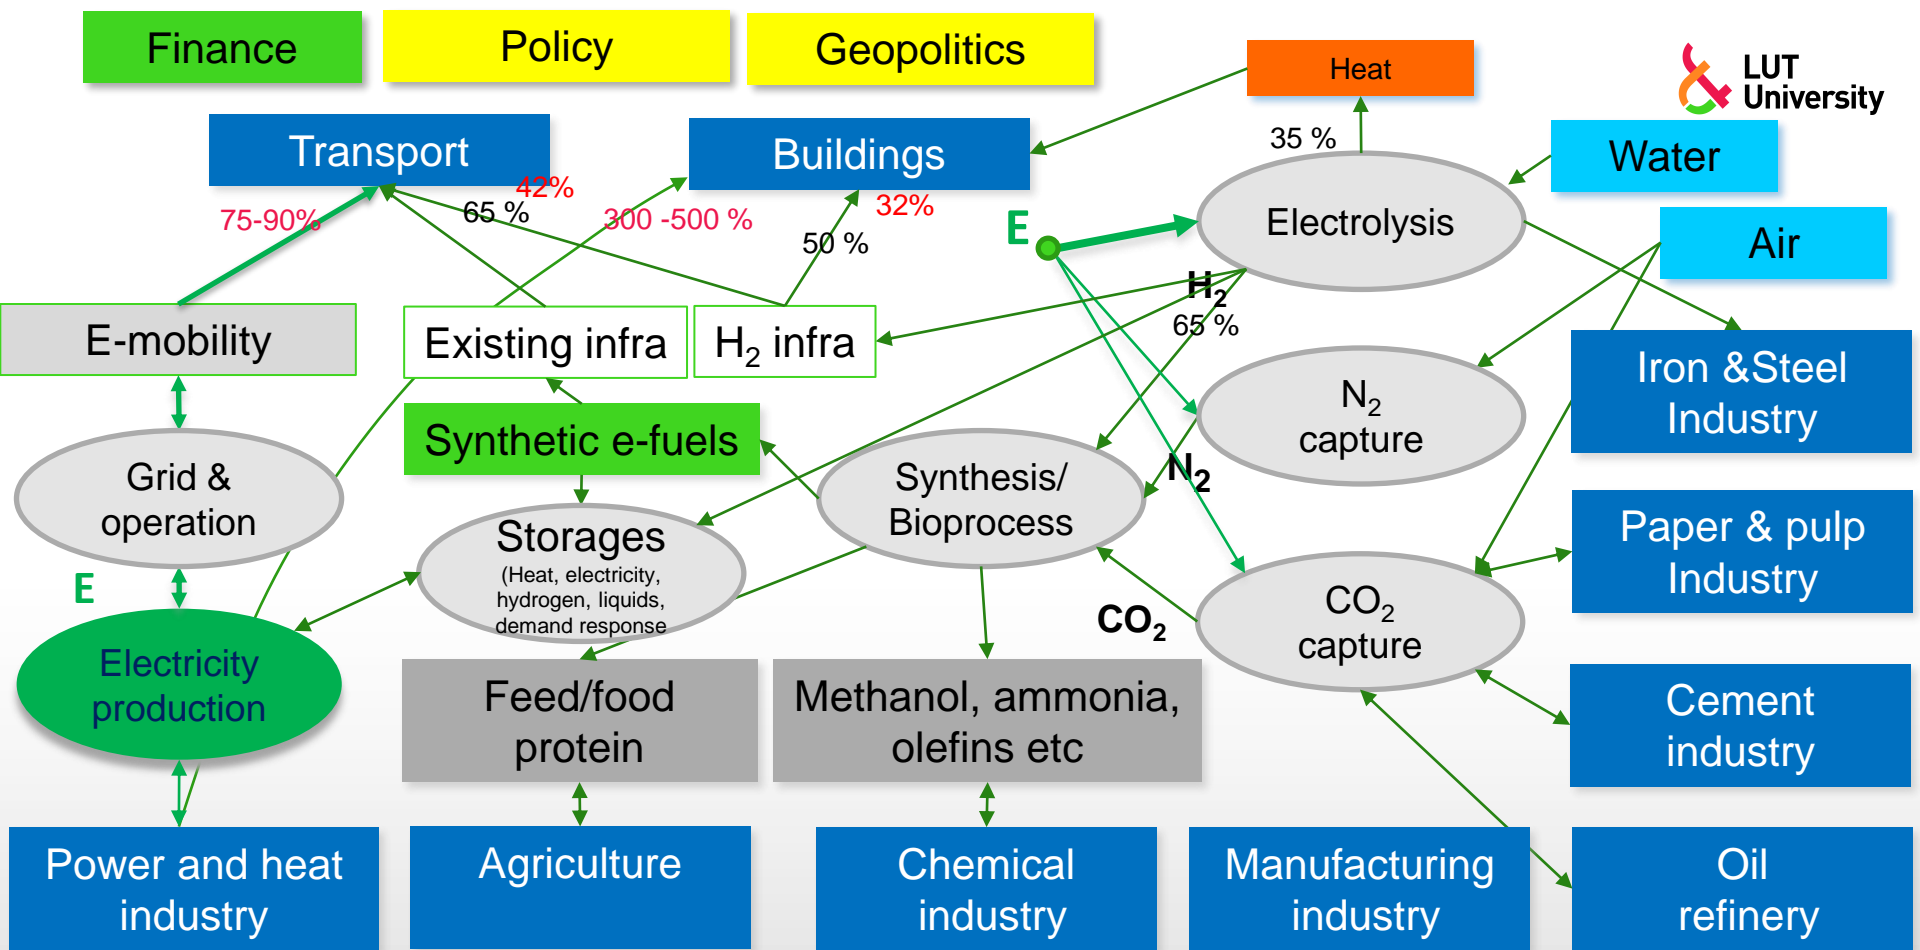 Finance
Policy
Geopolitics
Heat
LUT
University
Transport
Buildings
35 %
Water
42%
75-90%
65 %
300 -500 %
32%
50 %
E
Electrolysis
Air
H₂
65 %
E-mobility
Existing infra
H₂ infra
Iron &Steel
Industry
N₂
capture
Synthetic e-fuels
Grid &
operation
Synthesis/
Bioprocess
N₂
Storages
(Heat, electricity,
hydrogen, liquids,
demand response
Paper & pulp
Industry
E
CO₂
CO₂
capture
Electricity
production
Feed/food
protein
Methanol, ammonia,
olefins etc
Cement
industry
Power and heat
industry
Agriculture
Chemical
industry
Manufacturing
industry
Oil
refinery